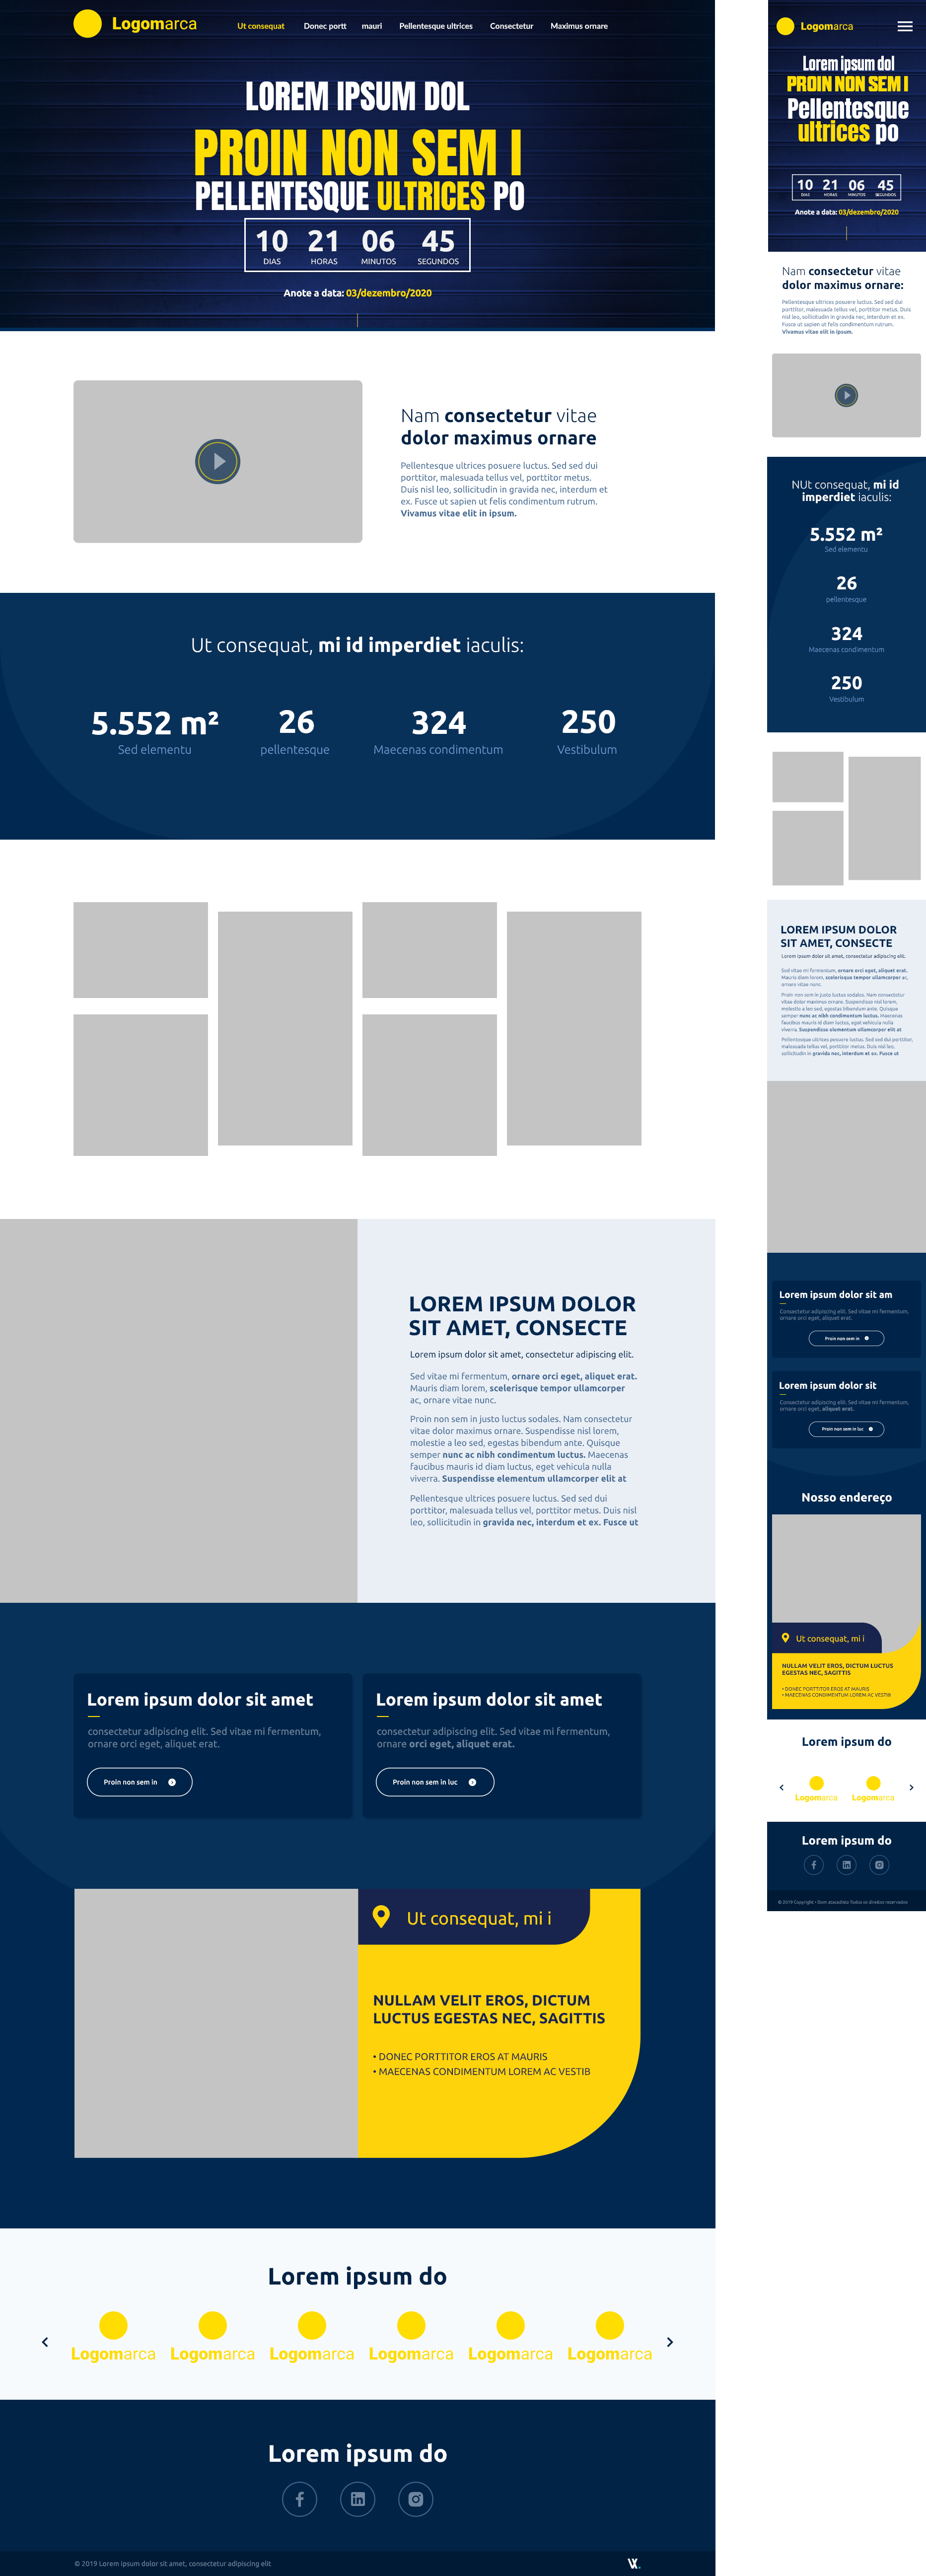 Logomarca
Ut consequat Donec portt mauri Pellentesque ultrices Consectetur Maximus ornare
LOREM IPSUM DOL
PROIN NON SEM I
PELLENTESQUE ULTRICES PO
10 21 06 45
DIAS HORAS MINUTOS SEGUNDOS
Anote a data: 03/dezembro/2020
Nam consectetur vitae
dolor maximus ornare
Pellentesque ultrices posuere luctus. Sed sed dui
porttitor, malesuada tellus vel, porttitor metus.
Duis nisl leo, sollicitudin in gravida nec, interdum et
ex. Fusce ut sapien ut felis condimentum rutrum.
Vivamus vitae elit in ipsum.
Ut consequat, mi id imperdiet iaculis:
5.552 m² 26 324 250
Sed elementu pellentesque Maecenas condimentum Vestibulum
LOREM IPSUM DOLOR
SIT AMET, CONSECTE
Lorem ipsum dolor sit amet, consectetur adipiscing elit.
Sed vitae mi fermentum, ornare orci eget, aliquet erat.
Mauris diam lorem, scelerisque tempor ullamcorper
ac, ornare vitae nunc.
Proin non sem in justo luctus sodales. Nam consectetur
vitae dolor maximus ornare. Suspendisse nisl lorem,
molestie a leo sed, egestas bibendum ante. Quisque
semper nunc ac nibh condimentum luctus. Maecenas
faucibus mauris id diam luctus, eget vehicula nulla
viverra. Suspendisse elementum ullamcorper elit at
Pellentesque ultrices posuere luctus. Sed sed dui
porttitor, malesuada tellus vel, porttitor metus. Duis nisl
leo, sollicitudin in gravida nec, interdum et ex. Fusce ut
Lorem ipsum dolor sit amet
consectetur adipiscing elit. Sed vitae mi fermentum,
ornare orci eget, aliquet erat.
Proin non sem in
Lorem ipsum dolor sit amet
consectetur adipiscing elit. Sed vitae mi fermentum,
ornare orci eget, aliquet erat.
Proin non sem in luc
Ut consequat, mi i
NULLAM VELIT EROS, DICTUM
LUCTUS EGESTAS NEC, SAGITTIS
• DONEC PORTTITOR EROS AT MAURIS
• MAECENAS CONDIMENTUM LOREM AC VESTIB
Lorem ipsum do
Logomarca Logomarca Logomarca Logomarca Logomarca Logomarca
Lorem ipsum do
© 2019 Lorem ipsum dolor sit amet, consectetur adipiscing elit
Logomarca
Lorem ipsum dol
PROIN NON SEM I
Pellentesque
ultrices po
10 21 06 45
DIAS HORAS MINUTOS SEGUNDOS
Anote a data: 03/dezembro/2020
Nam consectetur vitae
dolor maximus ornare:
Pellentesque ultrices posuere luctus. Sed sed dui
porttitor, malesuada tellus vel, porttitor metus. Duis
nisl leo, sollicitudin in gravida nec, interdum et ex.
Fusce ut sapien ut felis condimentum rutrum.
Vivamus vitae elit in ipsum.
NUt consequat, mi id
imperdiet iaculis:
5.552 m²
Sed elementu
26
pellentesque
324
Maecenas condimentum
250
Vestibulum
LOREM IPSUM DOLOR
SIT AMET, CONSECTE
Lorem ipsum dolor sit amet, consectetur adipiscing elit.
Sed vitae mi fermentum, ornare orci eget, aliquet erat.
Mauris diam lorem, scelerisque tempor ullamcorper ac,
ornare vitae nunc.
Proin non sem in justo luctus sodales. Nam consectetur
vitae dolor maximus ornare. Suspendisse nisl lorem,
molestie a leo sed, egestas bibendum ante. Quisque
semper nunc ac nibh condimentum luctus. Maecenas
faucibus mauris id diam luctus, eget vehicula nulla
viverra. Suspendisse elementum ullamcorper elit at
Pellentesque ultrices posuere luctus. Sed sed dui porttitor,
malesuada tellus vel, porttitor metus. Duis nisl leo,
sollicitudin in gravida nec, interdum et ex. Fusce ut
Lorem ipsum dolor sit am
Consectetur adipiscing elit. Sed vitae mi fermentum,
ornare orci eget, aliquet erat.
Proin non sem in
Lorem ipsum dolor sit
Consectetur adipiscing elit. Sed vitae mi fermentum,
ornare orci eget, aliquet erat.
Proin non sem in luc
Nosso endereço
Ut consequat, mi i
NULLAM VELIT EROS, DICTUM LUCTUS
EGESTAS NEC, SAGITTIS
• DONEC PORTTITOR EROS AT MAURIS
• MAECENAS CONDIMENTUM LOREM AC VESTIB
Lorem ipsum do
Logomarca Logomarca
Lorem ipsum do
© 2019 Copyright • Dom atacadista Todos os direitos reservados